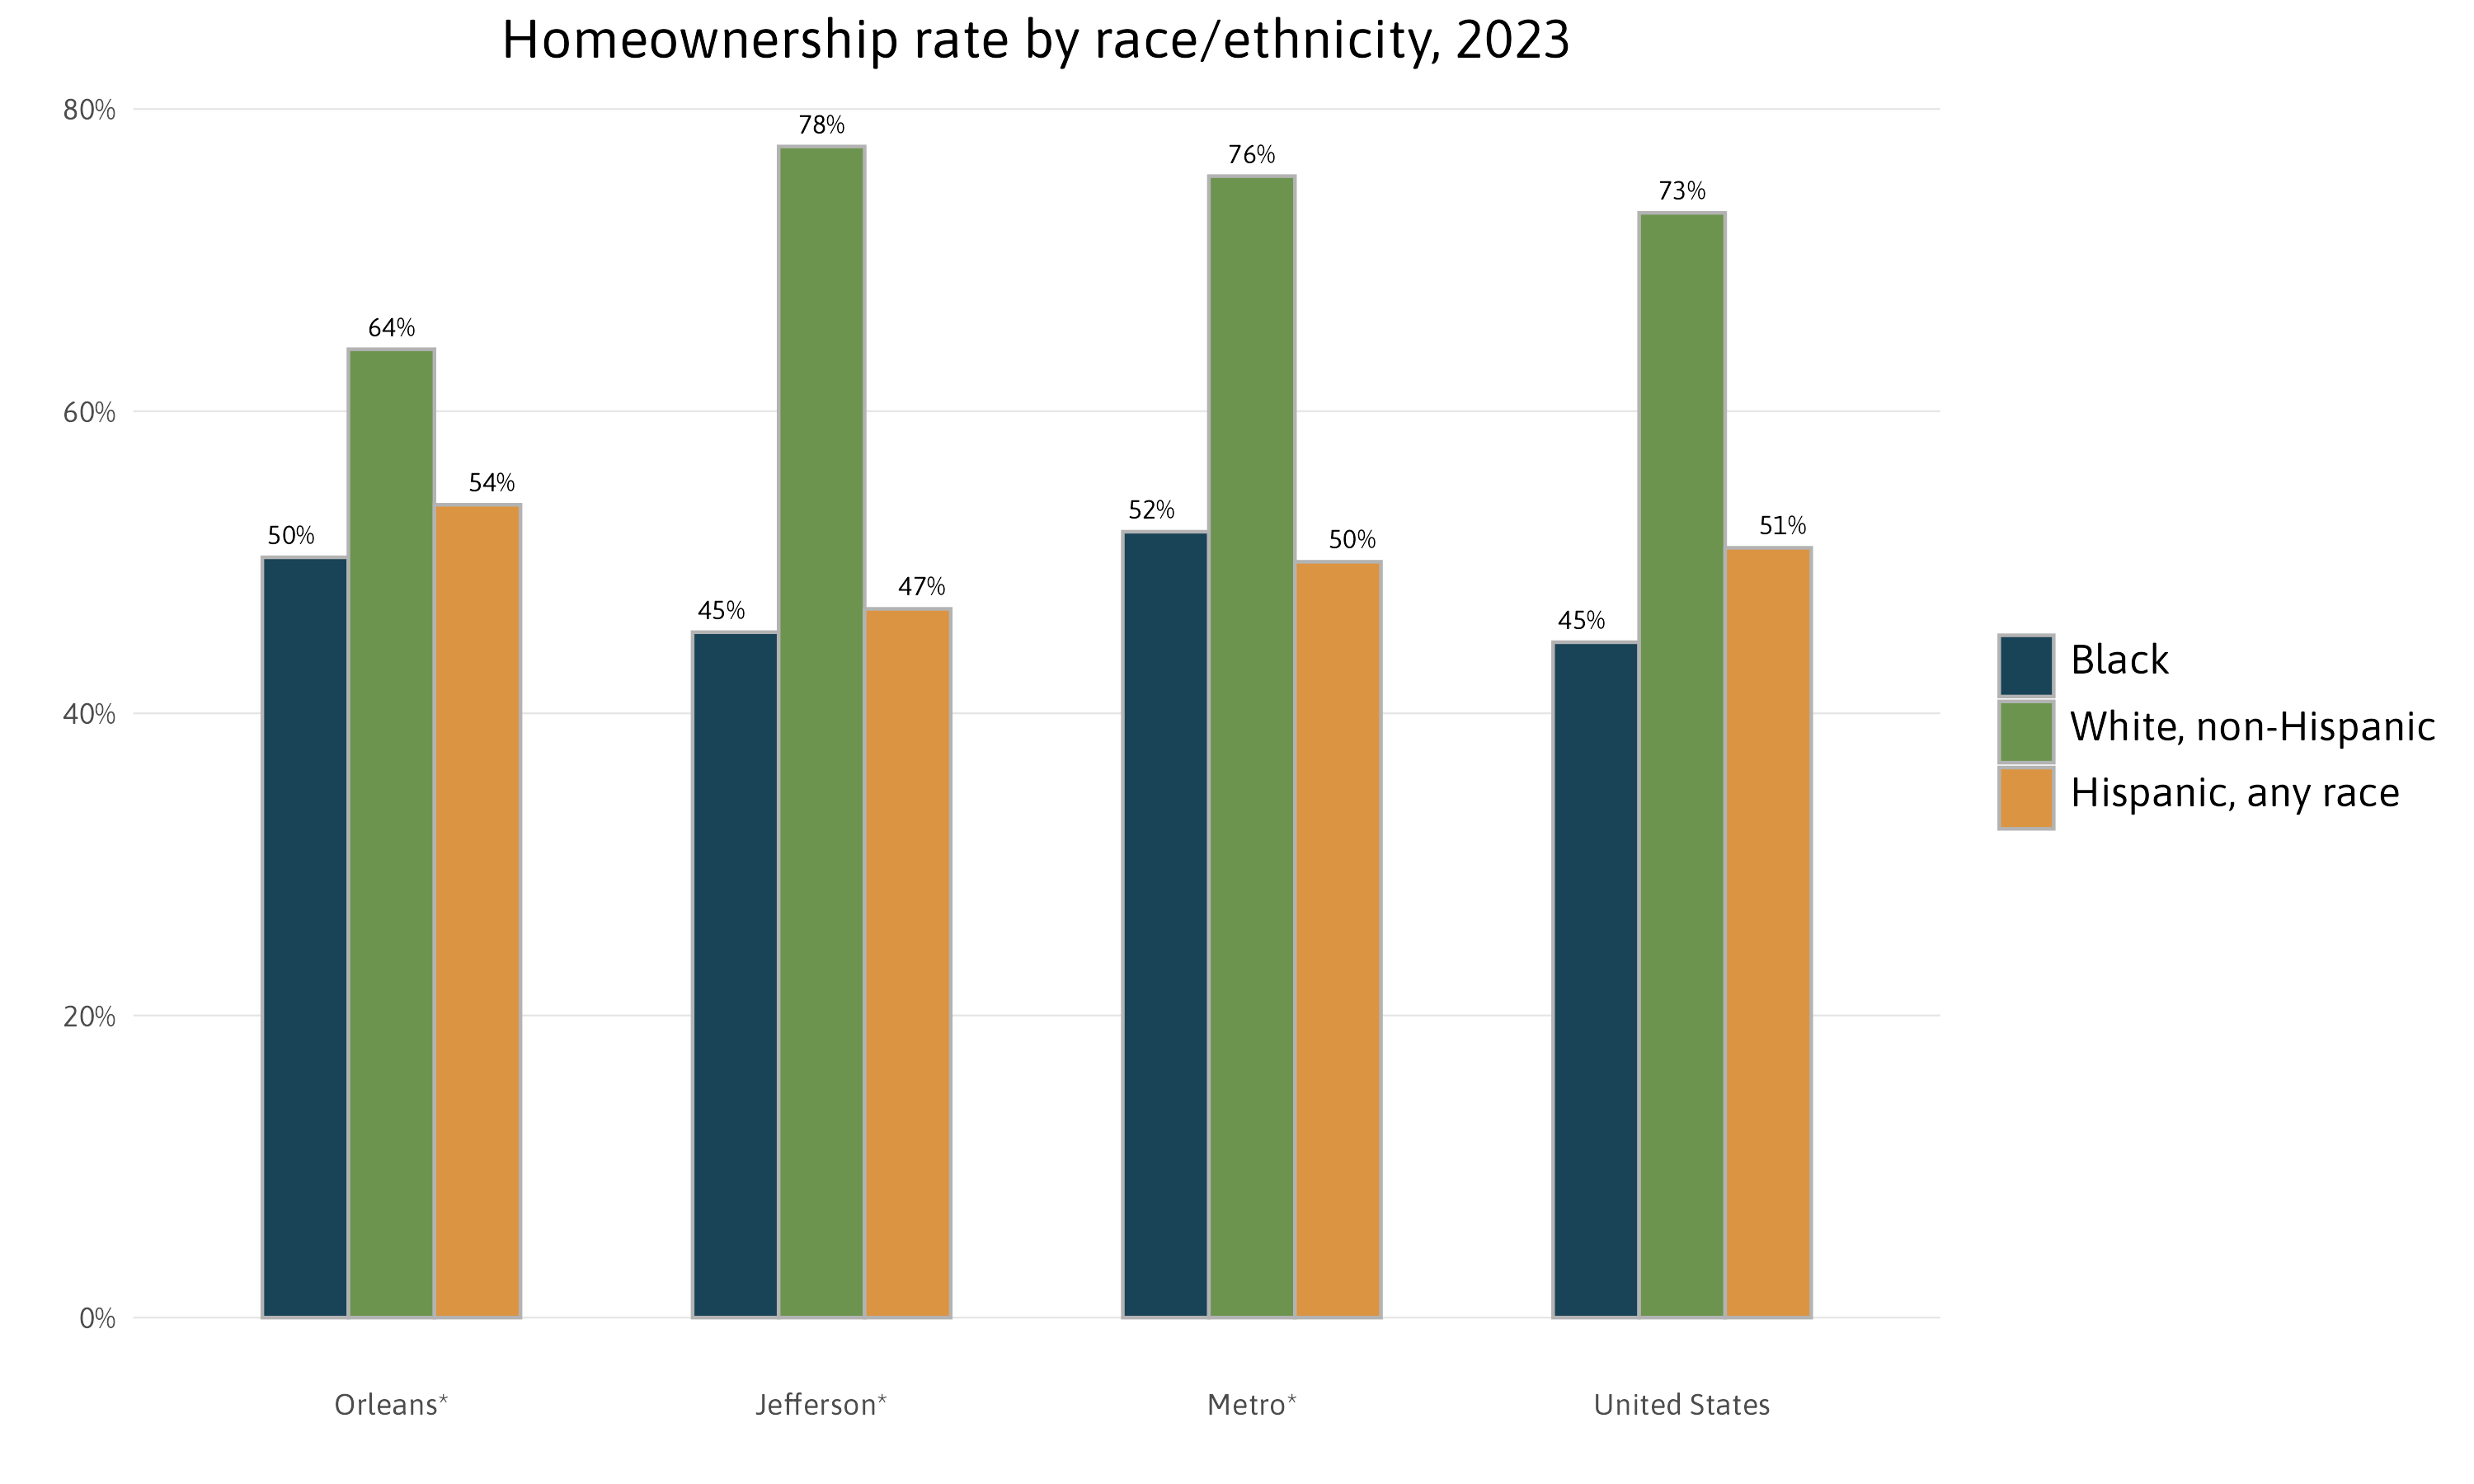 Homeownership rate by race/ethnicity, 2023
80%
60%
40%
20%
0%
50%
64%
54%
45%
78%
47%
52%
76%
50%
45%
73%
51%
Orleans*
Jefferson*
Metro*
United States
Black
White, non-Hispanic
Hispanic, any race